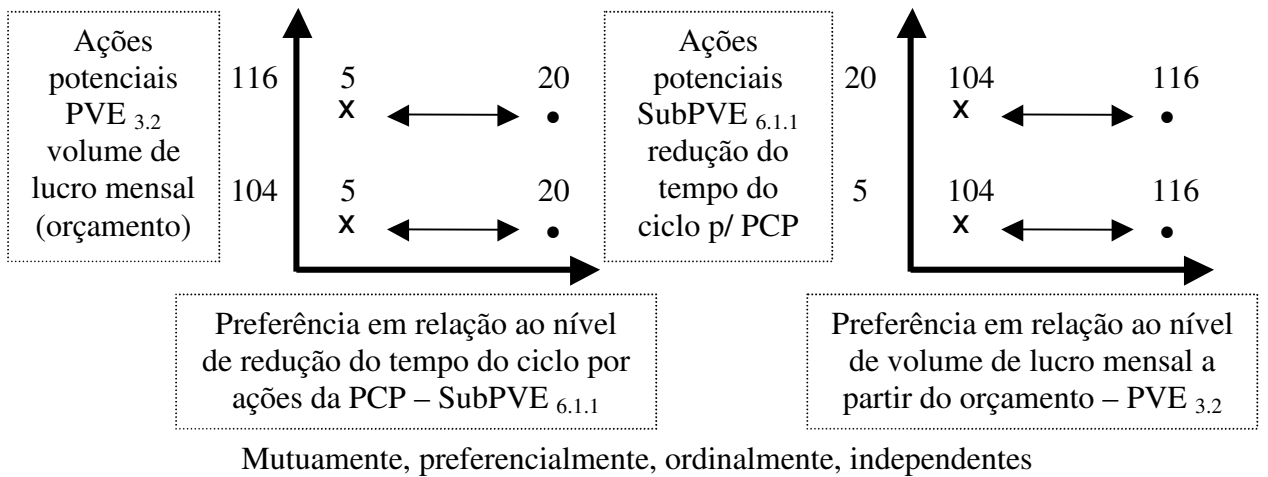 Ações
potenciais
PVE 3.2
volume de
lucro mensal
(orçamento)
116
5
20
x
•
104
5
20
x
•
Preferência em relação ao nível
de redução do tempo do ciclo por
ações da PCP – SubPVE 6.1.1
Ações
potenciais
SubPVE 6.1.1
redução do
tempo do
ciclo p/ PCP
20
104
116
x
•
5
104
116
x
•
Preferência em relação ao nível
de volume de lucro mensal a
partir do orçamento – PVE 3.2
Mutuamente, preferencialmente, ordinalmente, independentes